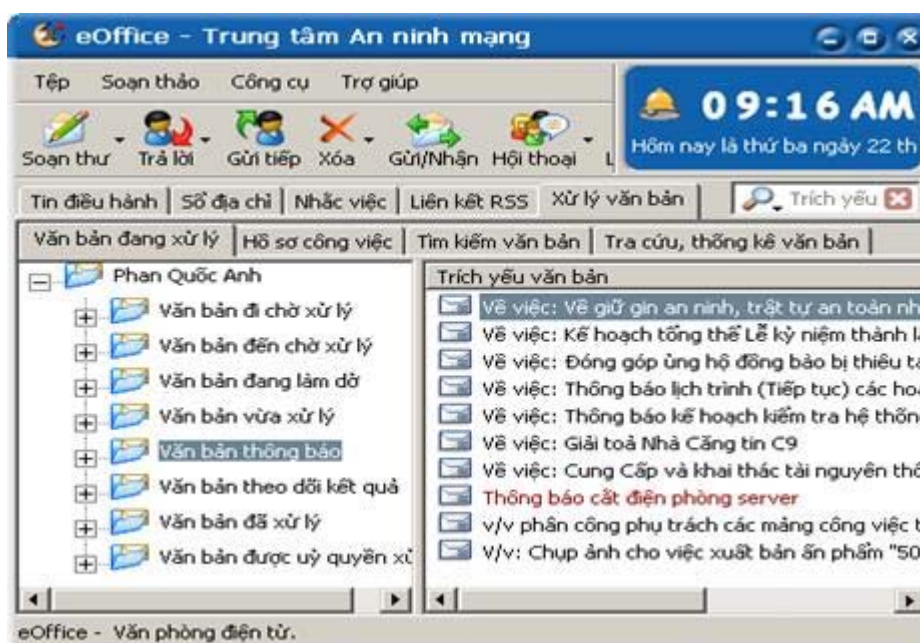 eOffice - Trung tâm An ninh mạng
Tệp Soạn thảo Công cụ Trợ giúp
09:16 AM
Hôm nay là thứ ba ngày 22 th
Soạn thư Trả lời Gửi tiếp Xóa Gửi/Nhận Hội thoại L
Tin điều hành Sổ địa chỉ Nhắc việc Liên kết RSS Xử lý văn bản Trích yếu
Văn bản đang xử lý Hồ sơ công việc Tìm kiếm văn bản Tra cứu, thống kê văn bản
Phan Quốc Anh
Văn bản đi chờ xử lý
Văn bản đến chờ xử lý
Văn bản đang làm dở
Văn bản vừa xử lý
Văn bản thông báo
Văn bản theo dõi kết quả
Văn bản đã xử lý
Văn bản được uỷ quyền xử
Trích yếu văn bản
Về việc: Về giữ gìn an ninh, trật tự an toàn nh
Về việc: Kế hoạch tổng thể Lễ kỷ niệm thành l
Về việc: Đóng góp ủng hộ đồng bào bị thiêu ta
Về việc: Thông báo lịch trình (Tiếp tục) các hoạ
Về việc: Thông báo kế hoạch kiểm tra hệ thốn
Về việc: Giải toả Nhà Căng tin C9
Về việc: Cung Cấp và khai thác tài nguyên thô
Thông báo cắt điện phòng server
v/v phân công phụ trách các mảng công việc t
V/v: Chụp ảnh cho việc xuất bản ấn phẩm "50
eOffice - Văn phòng điện tử.